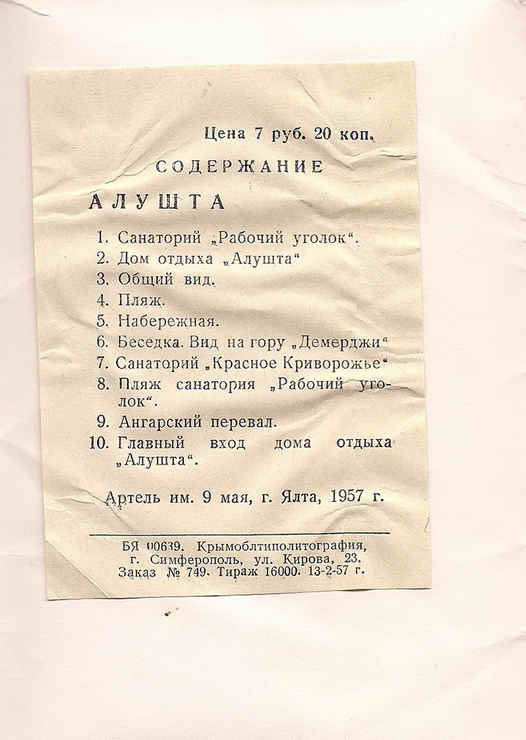 Цена 7 руб. 20 коп.
СОДЕРЖАНИЕ
АЛУШТА
1. Санаторий „Рабочий уголок“.
2. Дом отдыха „Алушта“
3. Общий вид.
4. Пляж.
5. Набережная.
6. Беседка. Вид на гору „Демерджи“
7. Санаторий „Красное Криворожье“
8. Пляж санатория „Рабочий уго-
лок“.
9. Ангарский перевал.
10. Главный вход дома отдыха
„Алушта“.
Артель им. 9 мая, г. Ялта, 1957 г.
БЯ 00639. Крымоблтиполитография,
г. Симферополь, ул. Кирова, 23.
Заказ № 749. Тираж 16000. 13-2-57 г.